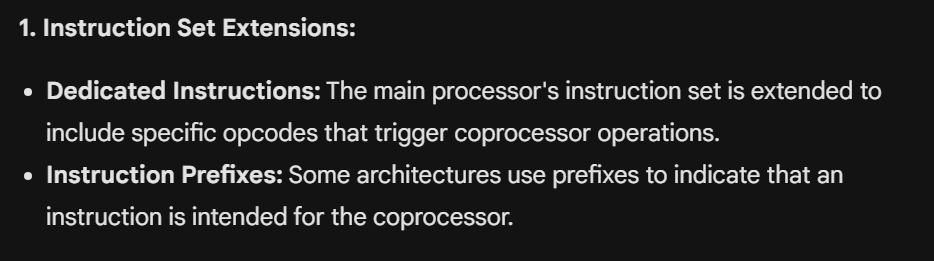 1. Instruction Set Extensions:
• Dedicated Instructions: The main processor's instruction set is extended to
include specific opcodes that trigger coprocessor operations.
• Instruction Prefixes: Some architectures use prefixes to indicate that an
instruction is intended for the coprocessor.